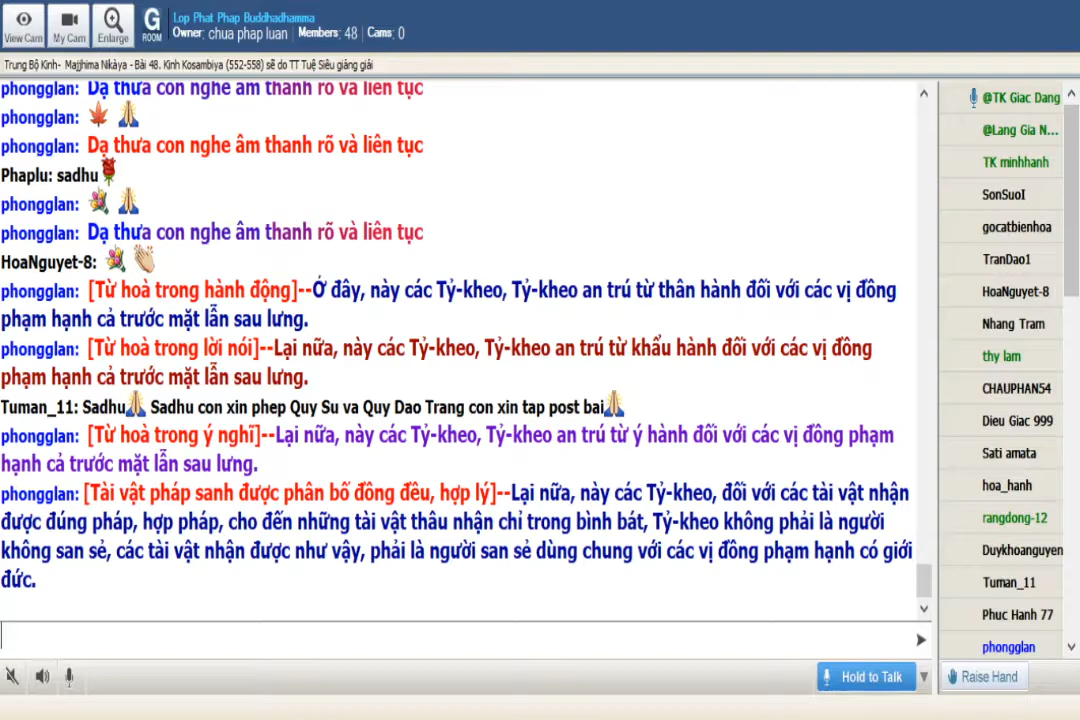 View Cam
My Cam
Enlarge
G
ROOM
Lop Phat Phap Buddhadhamma
Owner: chua phap luan | Members: 48 | Cams: 0
Trung Bộ Kinh- Majjhima Nikàya - Bài 48. Kinh Kosambiya (552-558) sẽ do TT Tuệ Siêu giảng giải
phongglan: Dạ thưa con nghe âm thanh rõ và liên tục
phongglan:
phongglan: Dạ thưa con nghe âm thanh rõ và liên tục
Phaplu: sadhu
phongglan:
phongglan: Dạ thưa con nghe âm thanh rõ và liên tục
HoaNguyet-8:
phongglan: [Từ hoà trong hành động]--Ở đây, này các Tỷ-kheo, Tỷ-kheo an trú từ thân hành đối với các vị đồng
phạm hạnh cả trước mặt lẫn sau lưng.
phongglan: [Từ hoà trong lời nói]--Lại nữa, này các Tỷ-kheo, Tỷ-kheo an trú từ khẩu hành đối với các vị đồng
phạm hạnh cả trước mặt lẫn sau lưng.
Tuman_11: Sadhu Sadhu con xin phep Quy Su va Quy Dao Trang con xin tap post bai
phongglan: [Từ hoà trong ý nghĩ]--Lại nữa, này các Tỷ-kheo, Tỷ-kheo an trú từ ý hành đối với các vị đồng phạm
hạnh cả trước mặt lẫn sau lưng.
phongglan: [Tài vật pháp sanh được phân bố đồng đều, hợp lý]--Lại nữa, này các Tỷ-kheo, đối với các tài vật nhận
được đúng pháp, hợp pháp, cho đến những tài vật thâu nhận chỉ trong bình bát, Tỷ-kheo không phải là người
không san sẻ, các tài vật nhận được như vậy, phải là người san sẻ dùng chung với các vị đồng phạm hạnh có giới
đức.
@TK Giac Dang
@Lang Gia N...
TK minhhanh
SonSuoI
gocatbienhoa
TranDao1
HoaNguyet-8
Nhang Tram
thy lam
CHAUPHAN54
Dieu Giac 999
Sati amata
hoa_hanh
rangdong-12
Duykhoanguyen
Tuman_11
Phuc Hanh 77
phongglan
Hold to Talk
Raise Hand